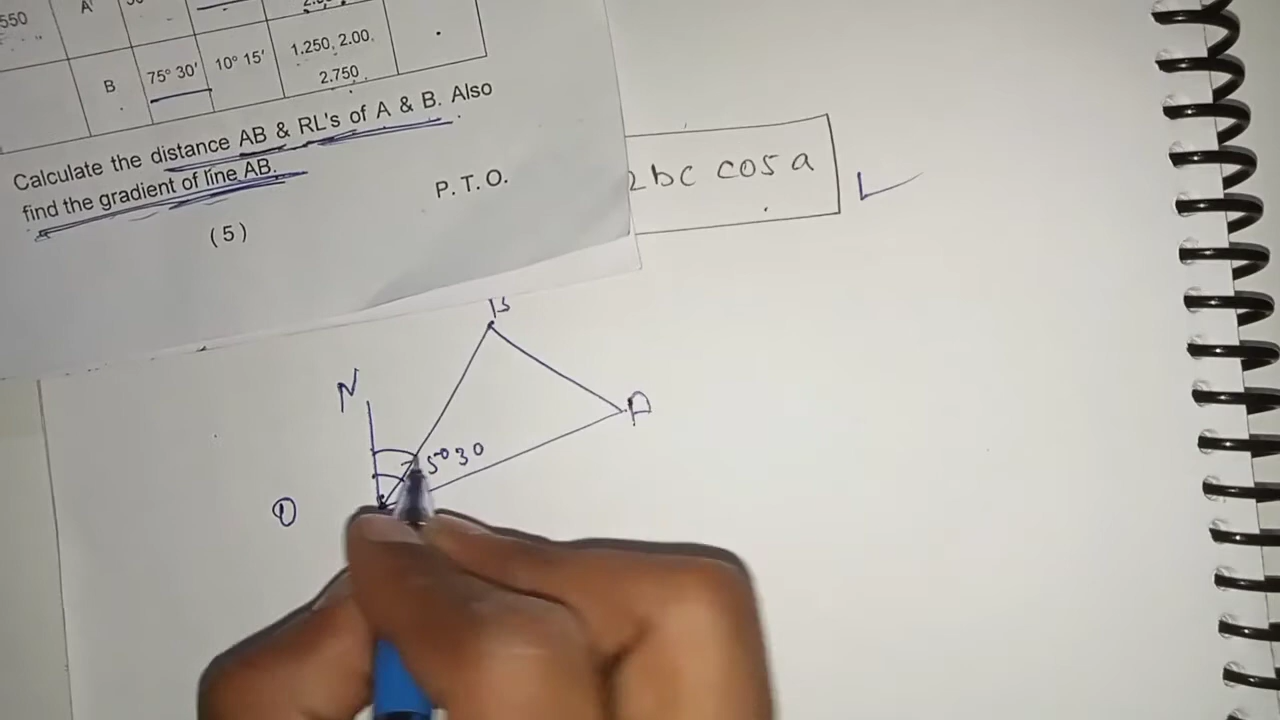 550 A'
B 75° 30' 10° 15' 1.250, 2.00.
2.750
Calculate the distance AB & RL's of A & B. Also
find the gradient of line AB.
P. T. O.
(5)
2bc cos a
B
N
A
5° 30
O